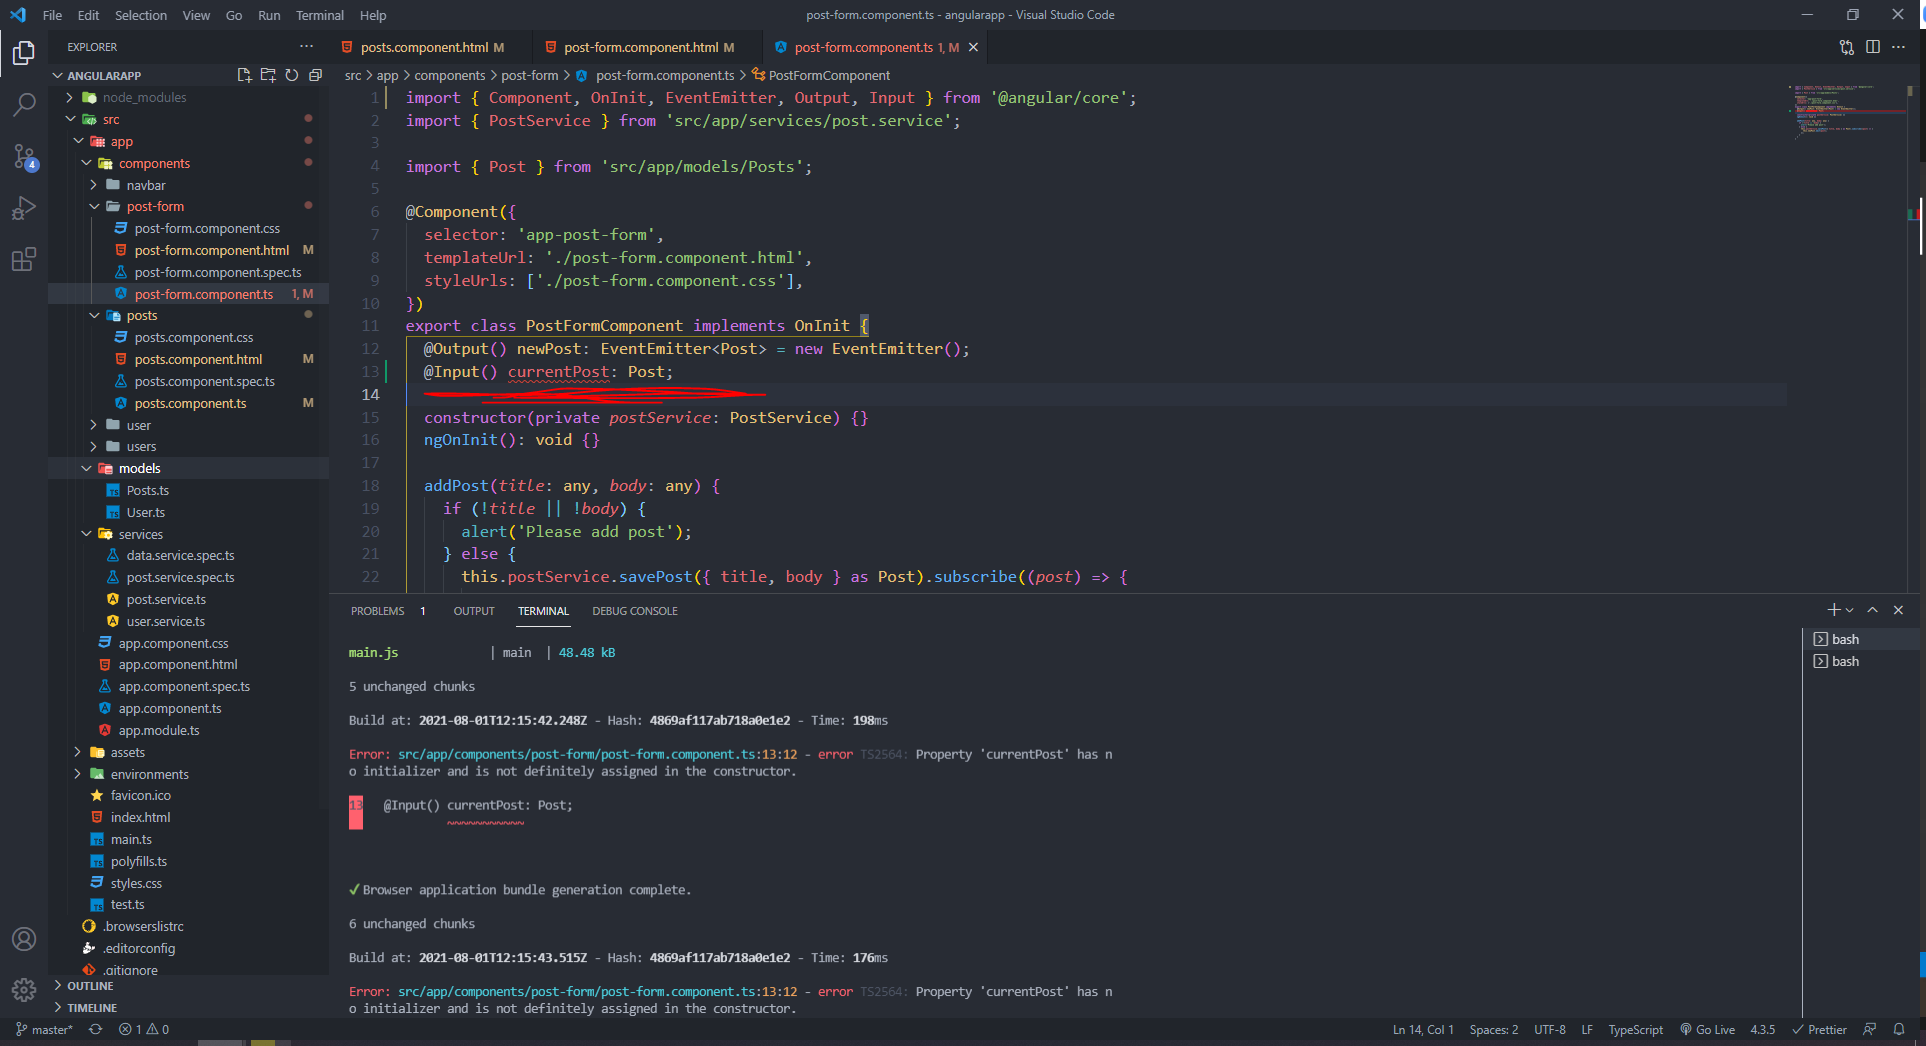 File Edit Selection View Go Run Terminal Help
post-form.component.ts - angularapp - Visual Studio Code
EXPLORER
posts.component.html M
post-form.component.html M
post-form.component.ts 1, M
ANGULARAPP
src > app > components > post-form > post-form.component.ts > PostFormComponent
node_modules
src
app
components
navbar
post-form
post-form.component.css
post-form.component.html M
post-form.component.spec.ts
post-form.component.ts 1, M
posts
posts.component.css
posts.component.html M
posts.component.spec.ts
posts.component.ts M
user
users
models
Posts.ts
User.ts
services
data.service.spec.ts
post.service.spec.ts
post.service.ts
user.service.ts
app.component.css
app.component.html
app.component.spec.ts
app.component.ts
app.module.ts
assets
environments
favicon.ico
index.html
main.ts
polyfills.ts
styles.css
test.ts
.browserslistrc
.editorconfig
.gitignore
OUTLINE
TIMELINE
4
1 import { Component, OnInit, EventEmitter, Output, Input } from '@angular/core';
2 import { PostService } from 'src/app/services/post.service';
3
4 import { Post } from 'src/app/models/Posts';
5
6 @Component({
7 selector: 'app-post-form',
8 templateUrl: './post-form.component.html',
9 styleUrls: ['./post-form.component.css'],
10 })
11 export class PostFormComponent implements OnInit {
12 @Output() newPost: EventEmitter<Post> = new EventEmitter();
13 @Input() currentPost: Post;
14
15 constructor(private postService: PostService) {}
16 ngOnInit(): void {}
17
18 addPost(title: any, body: any) {
19 if (!title || !body) {
20 alert('Please add post');
21 } else {
22 this.postService.savePost({ title, body } as Post).subscribe((post) => {
PROBLEMS 1 OUTPUT TERMINAL DEBUG CONSOLE
bash
bash
main.js | main | 48.48 kB
5 unchanged chunks
Build at: 2021-08-01T12:15:42.248Z - Hash: 4869af117ab718a0e1e2 - Time: 198ms
Error: src/app/components/post-form/post-form.component.ts:13:12 - error TS2564: Property 'currentPost' has n
o initializer and is not definitely assigned in the constructor.
13 @Input() currentPost: Post;
~~~~~~~~~~~
✔ Browser application bundle generation complete.
6 unchanged chunks
Build at: 2021-08-01T12:15:43.515Z - Hash: 4869af117ab718a0e1e2 - Time: 176ms
Error: src/app/components/post-form/post-form.component.ts:13:12 - error TS2564: Property 'currentPost' has n
o initializer and is not definitely assigned in the constructor.
master* 1 0 Ln 14, Col 1 Spaces: 2 UTF-8 LF TypeScript Go Live 4.3.5 Prettier